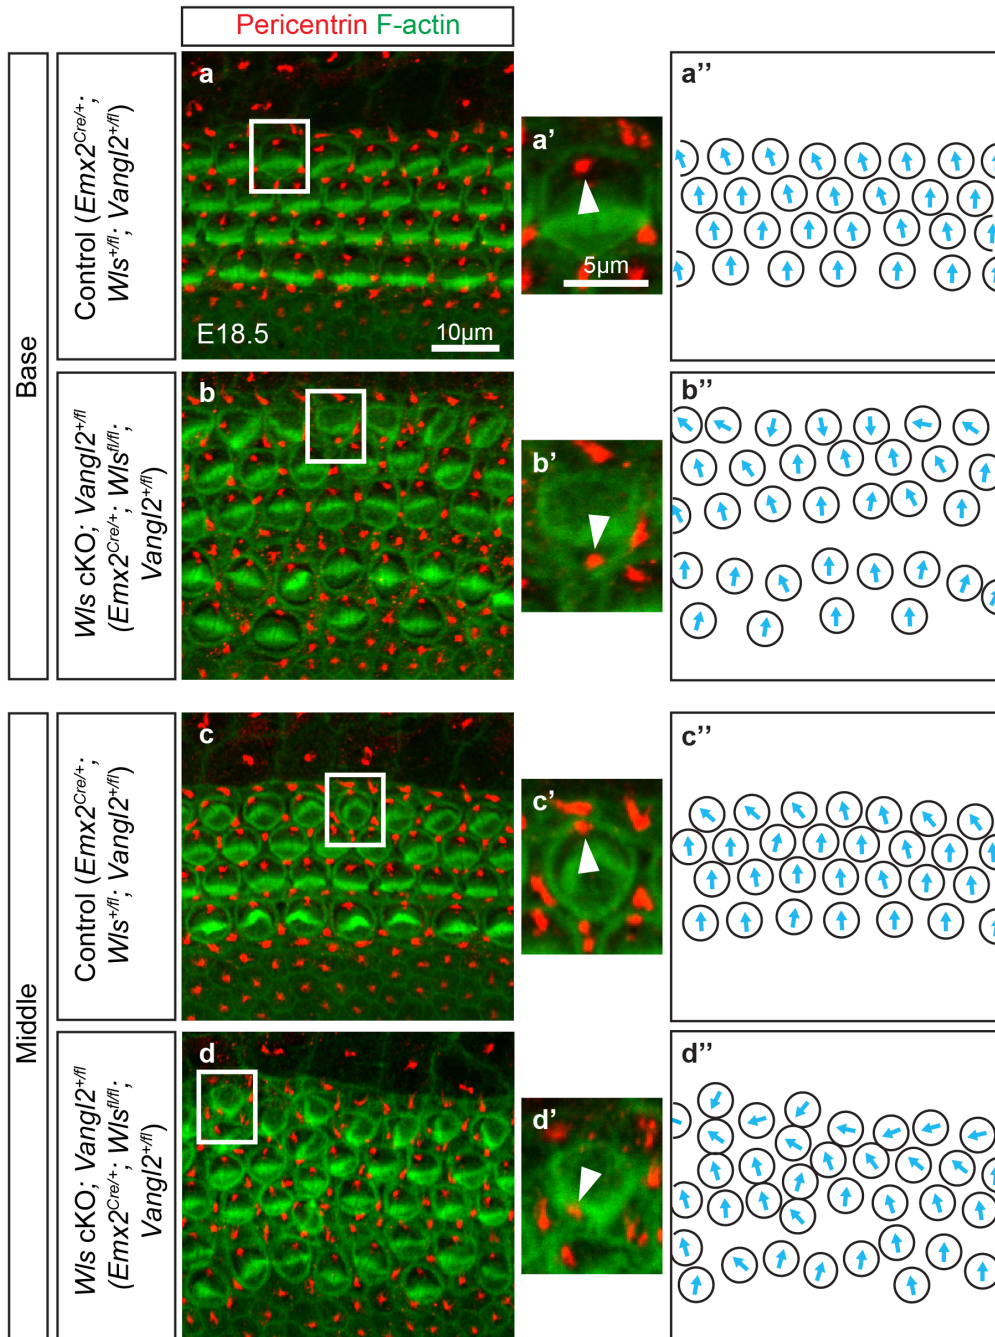 Pericentrin F-actin
Base
Control (Emx2Cre/+;
Wls+/fl; Vangl2+/fl)
a
E18.5
10μm
a’
5μm
a’’
Wls cKO; Vangl2+/fl
(Emx2Cre/+; Wlsfl/fl;
Vangl2+/fl)
b
b’
b’’
Middle
Control (Emx2Cre/+;
Wls+/fl; Vangl2+/fl)
c
c’
c’’
Wls cKO; Vangl2+/fl
(Emx2Cre/+; Wlsfl/fl;
Vangl2+/fl)
d
d’
d’’